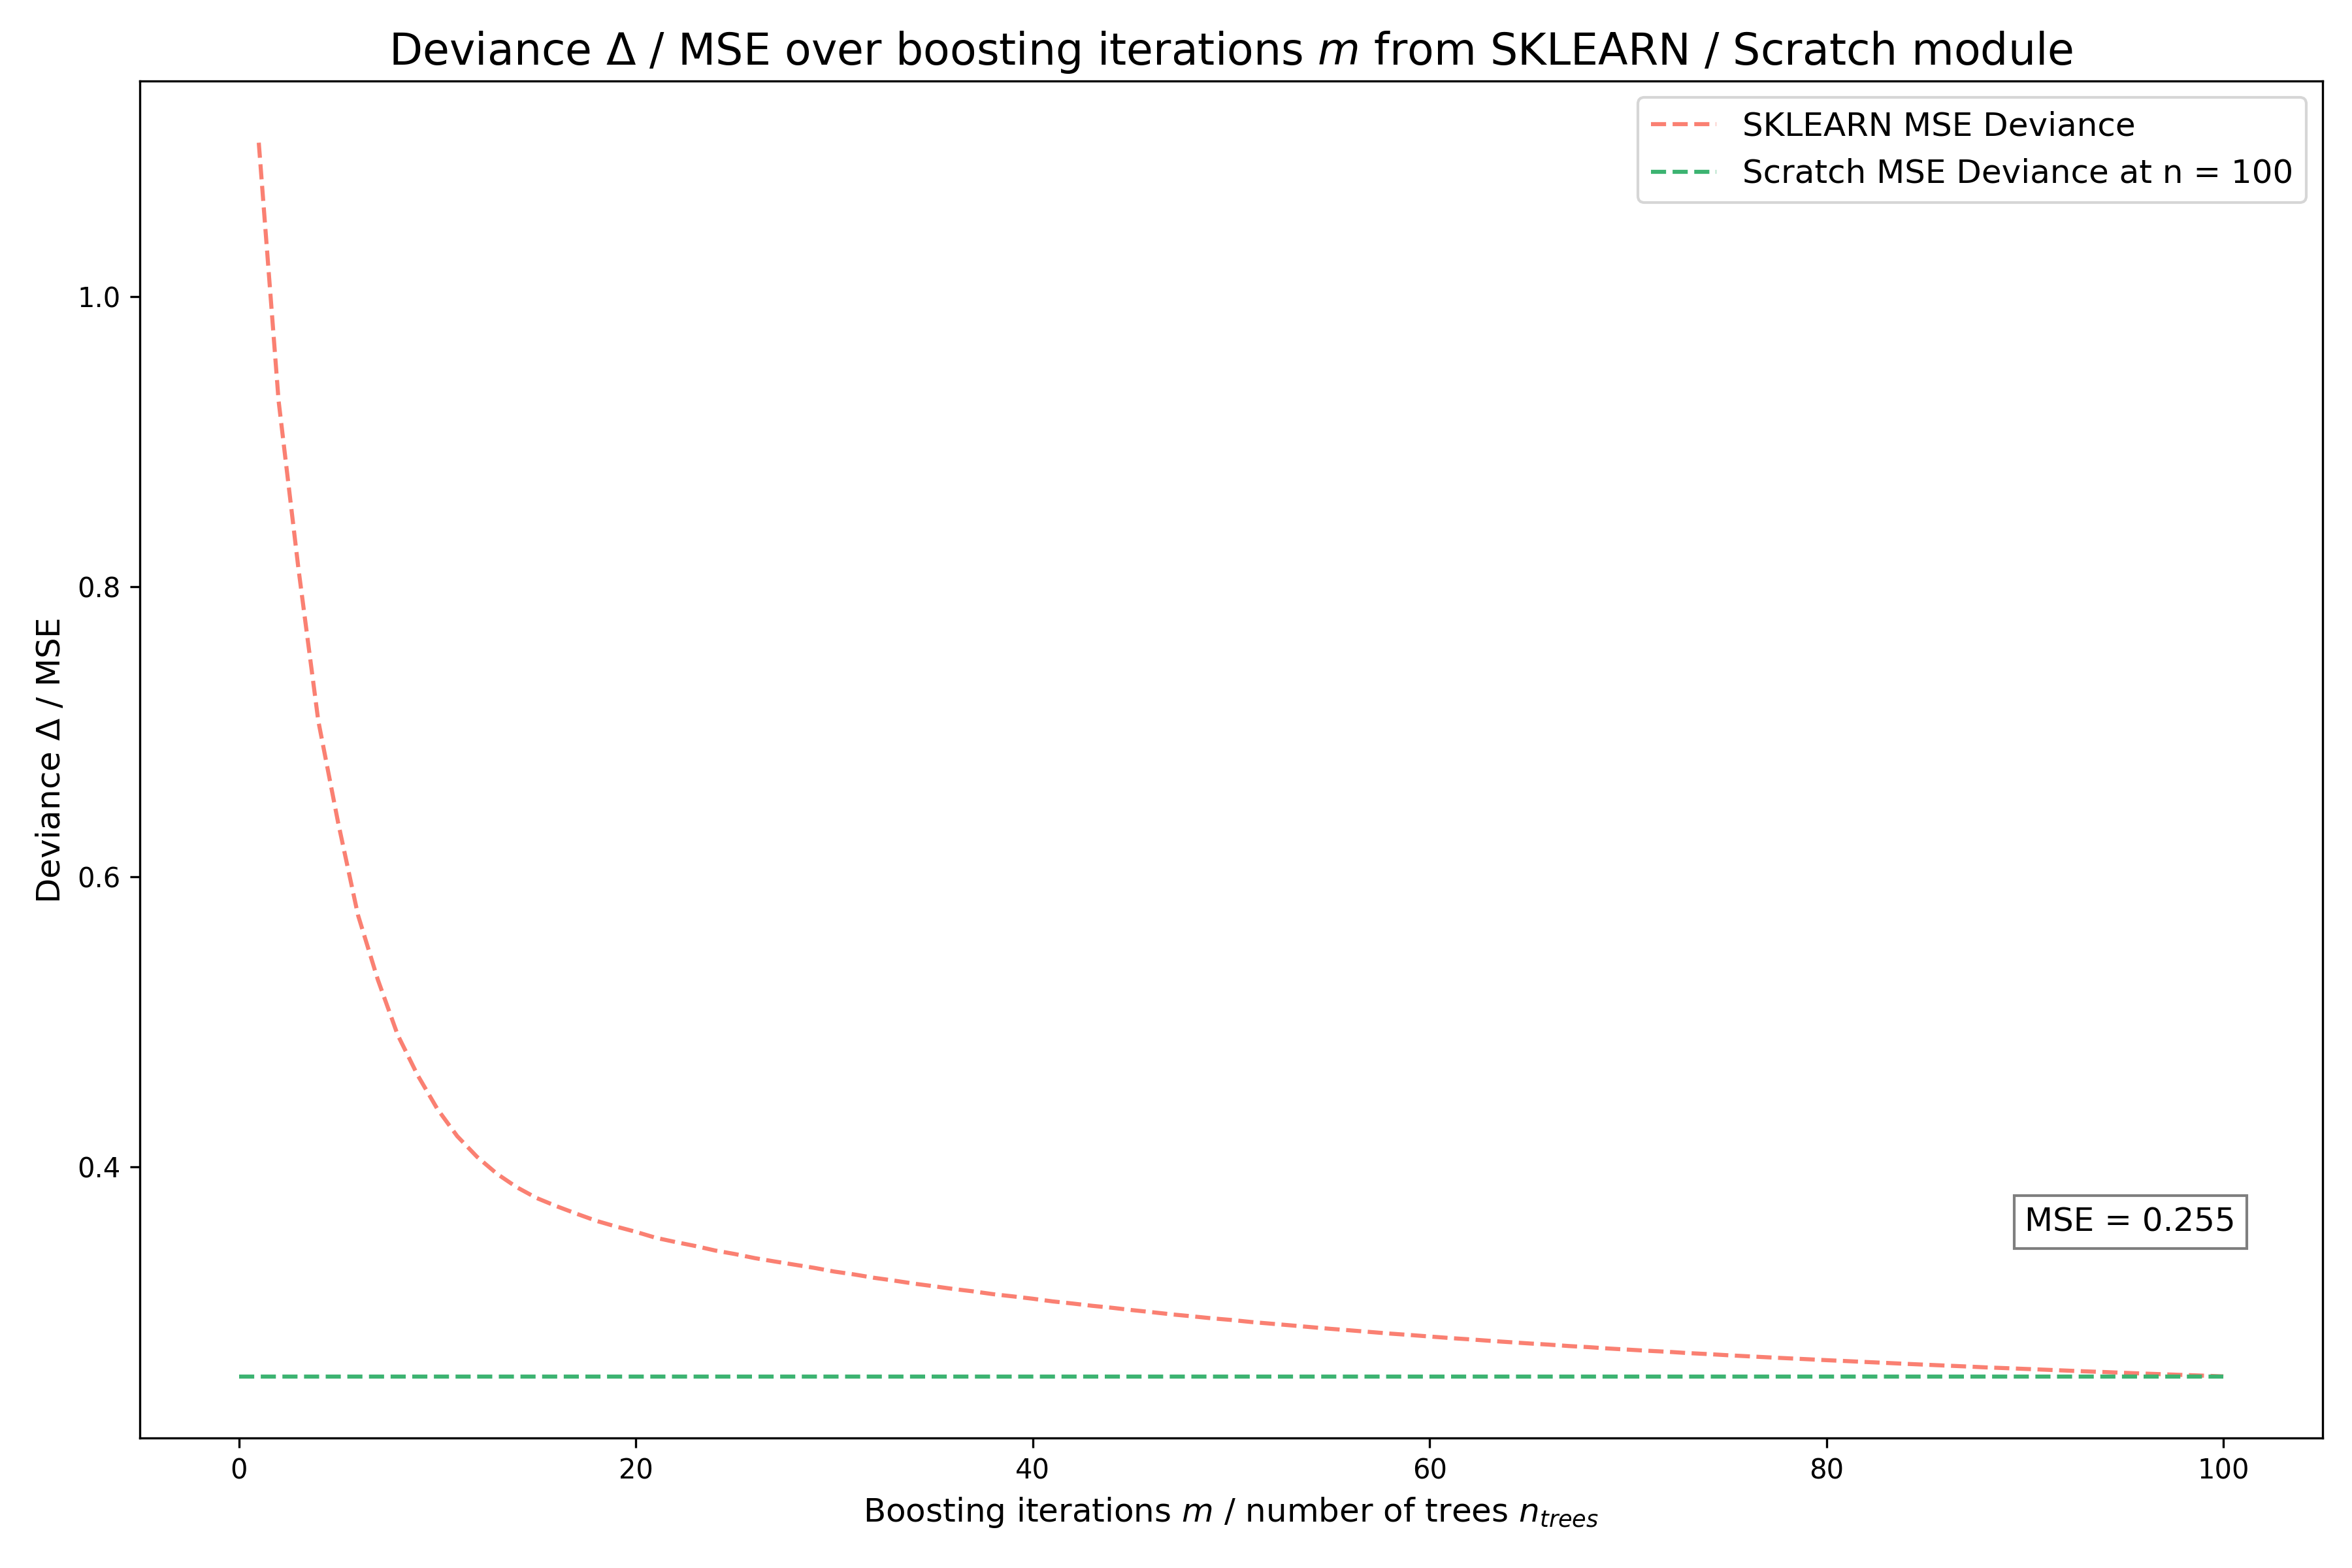 Deviance Δ / MSE over boosting iterations m from SKLEARN / Scratch module
SKLEARN MSE Deviance
Scratch MSE Deviance at n = 100
1.0
0.8
0.6
0.4
Deviance Δ / MSE
MSE = 0.255
0 20 40 60 80 100
Boosting iterations m / number of trees n_trees